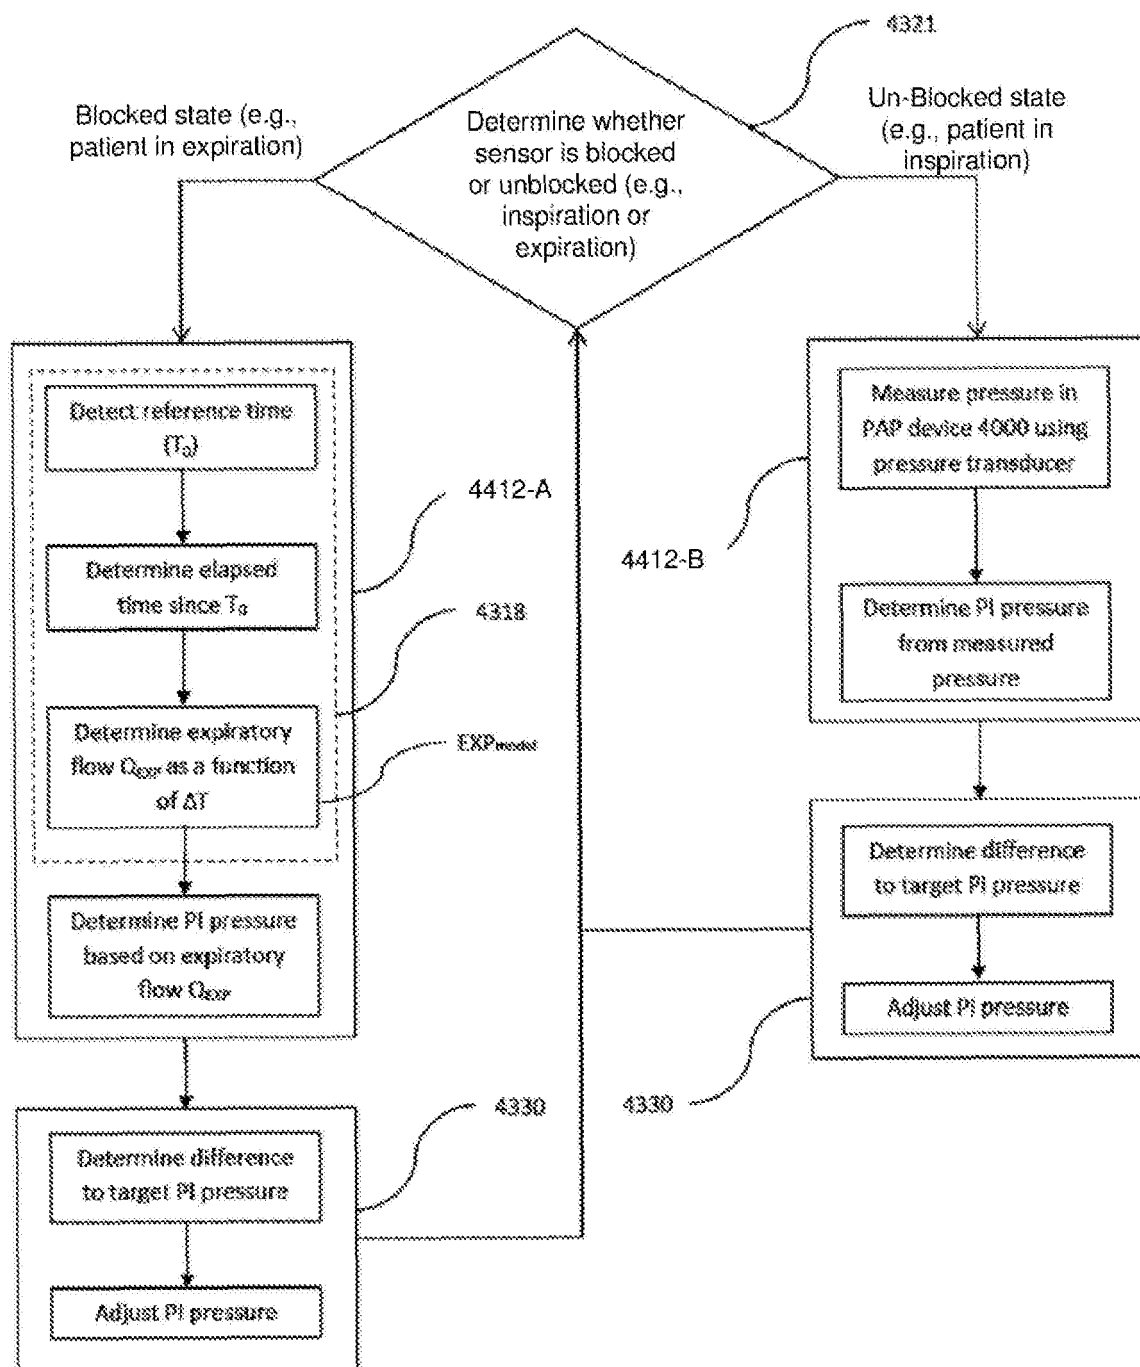 4321
Blocked state (e.g.,
patient in expiration)
Determine whether
sensor is blocked
or unblocked (e.g.,
inspiration or
expiration)
Un-Blocked state
(e.g., patient in
inspiration)
Detect reference time
(T₀)
Determine elapsed
time since T₀
Determine expiratory
flow Q_EXP as a function
of ΔT
Determine PI pressure
based on expiratory
flow Q_EXP
4412-A
4318
EXPmodel
Determine difference
to target PI pressure
Adjust PI pressure
4330
Measure pressure in
PAP device 4000 using
pressure transducer
Determine PI pressure
from measured
pressure
4412-B
Determine difference
to target PI pressure
Adjust PI pressure
4330